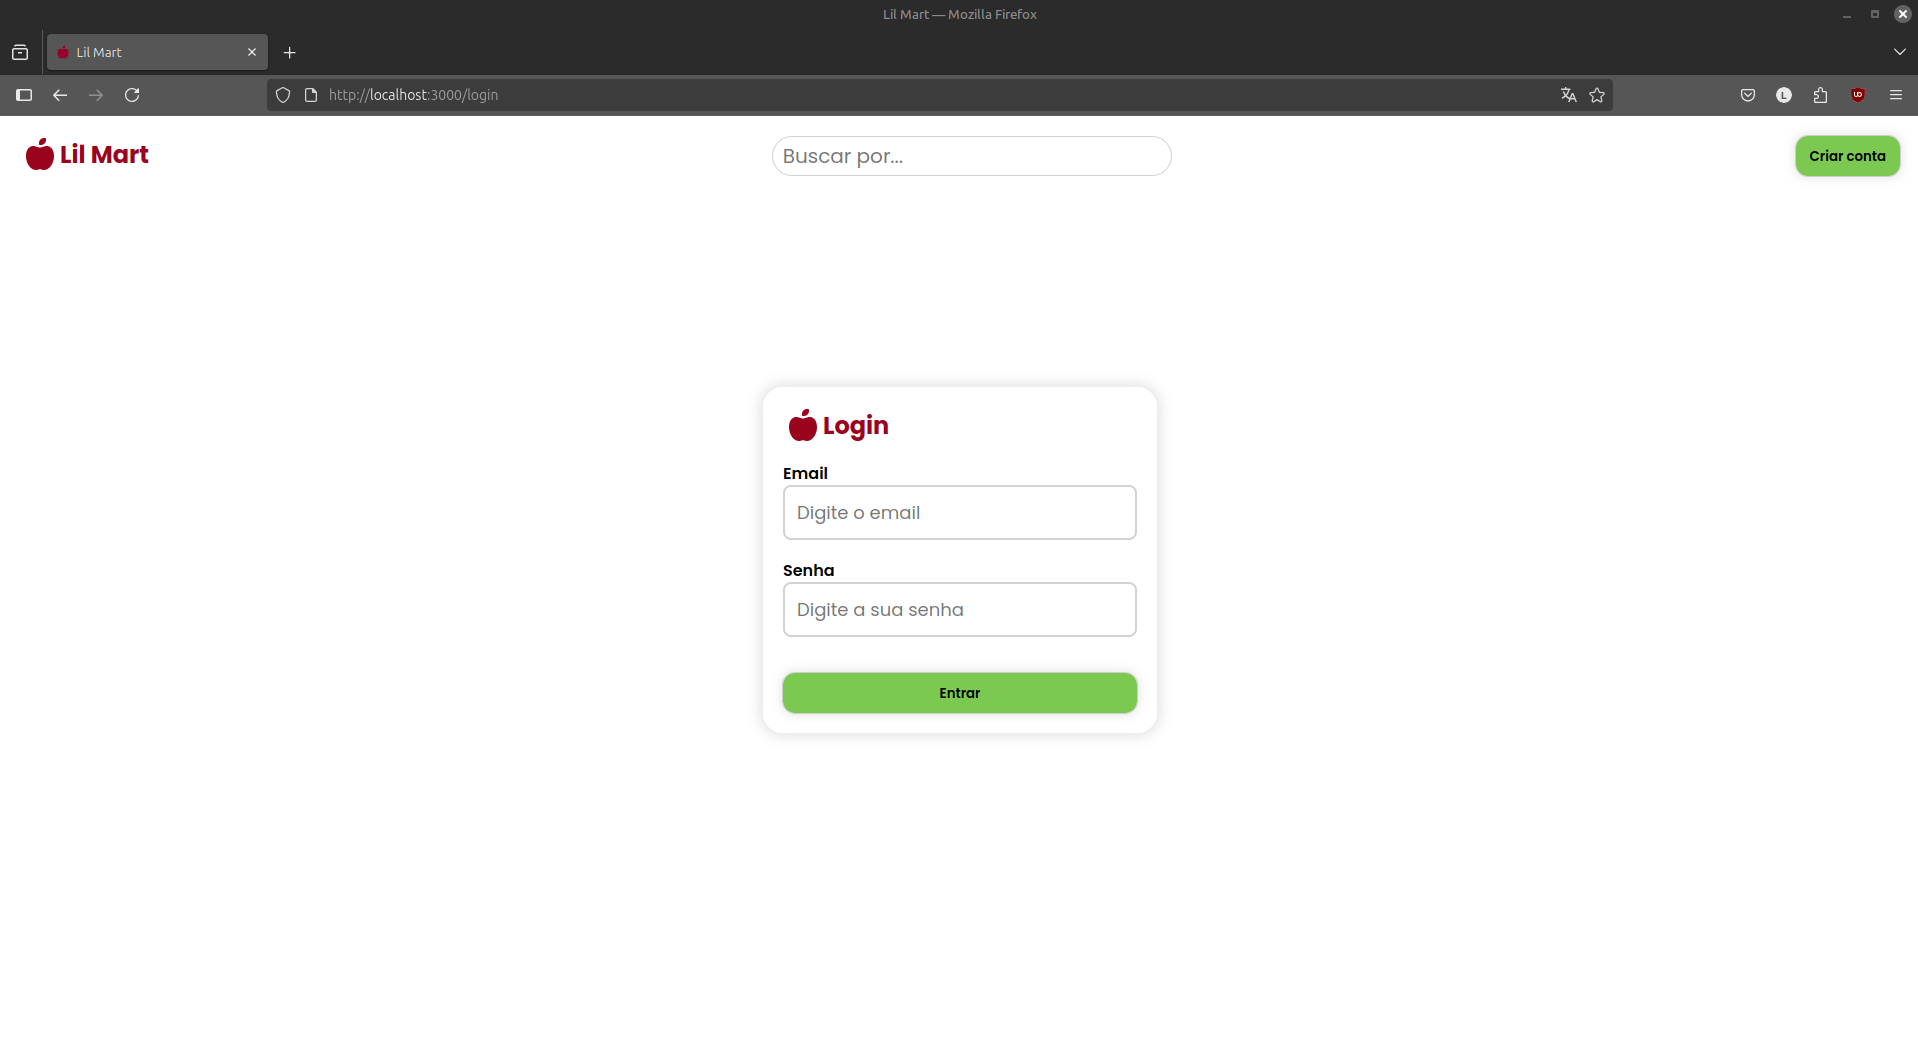 Lil Mart — Mozilla Firefox
Lil Mart
http://localhost:3000/login
L
UO
Lil Mart
Buscar por...
Criar conta
Login
Email
Digite o email
Senha
Digite a sua senha
Entrar